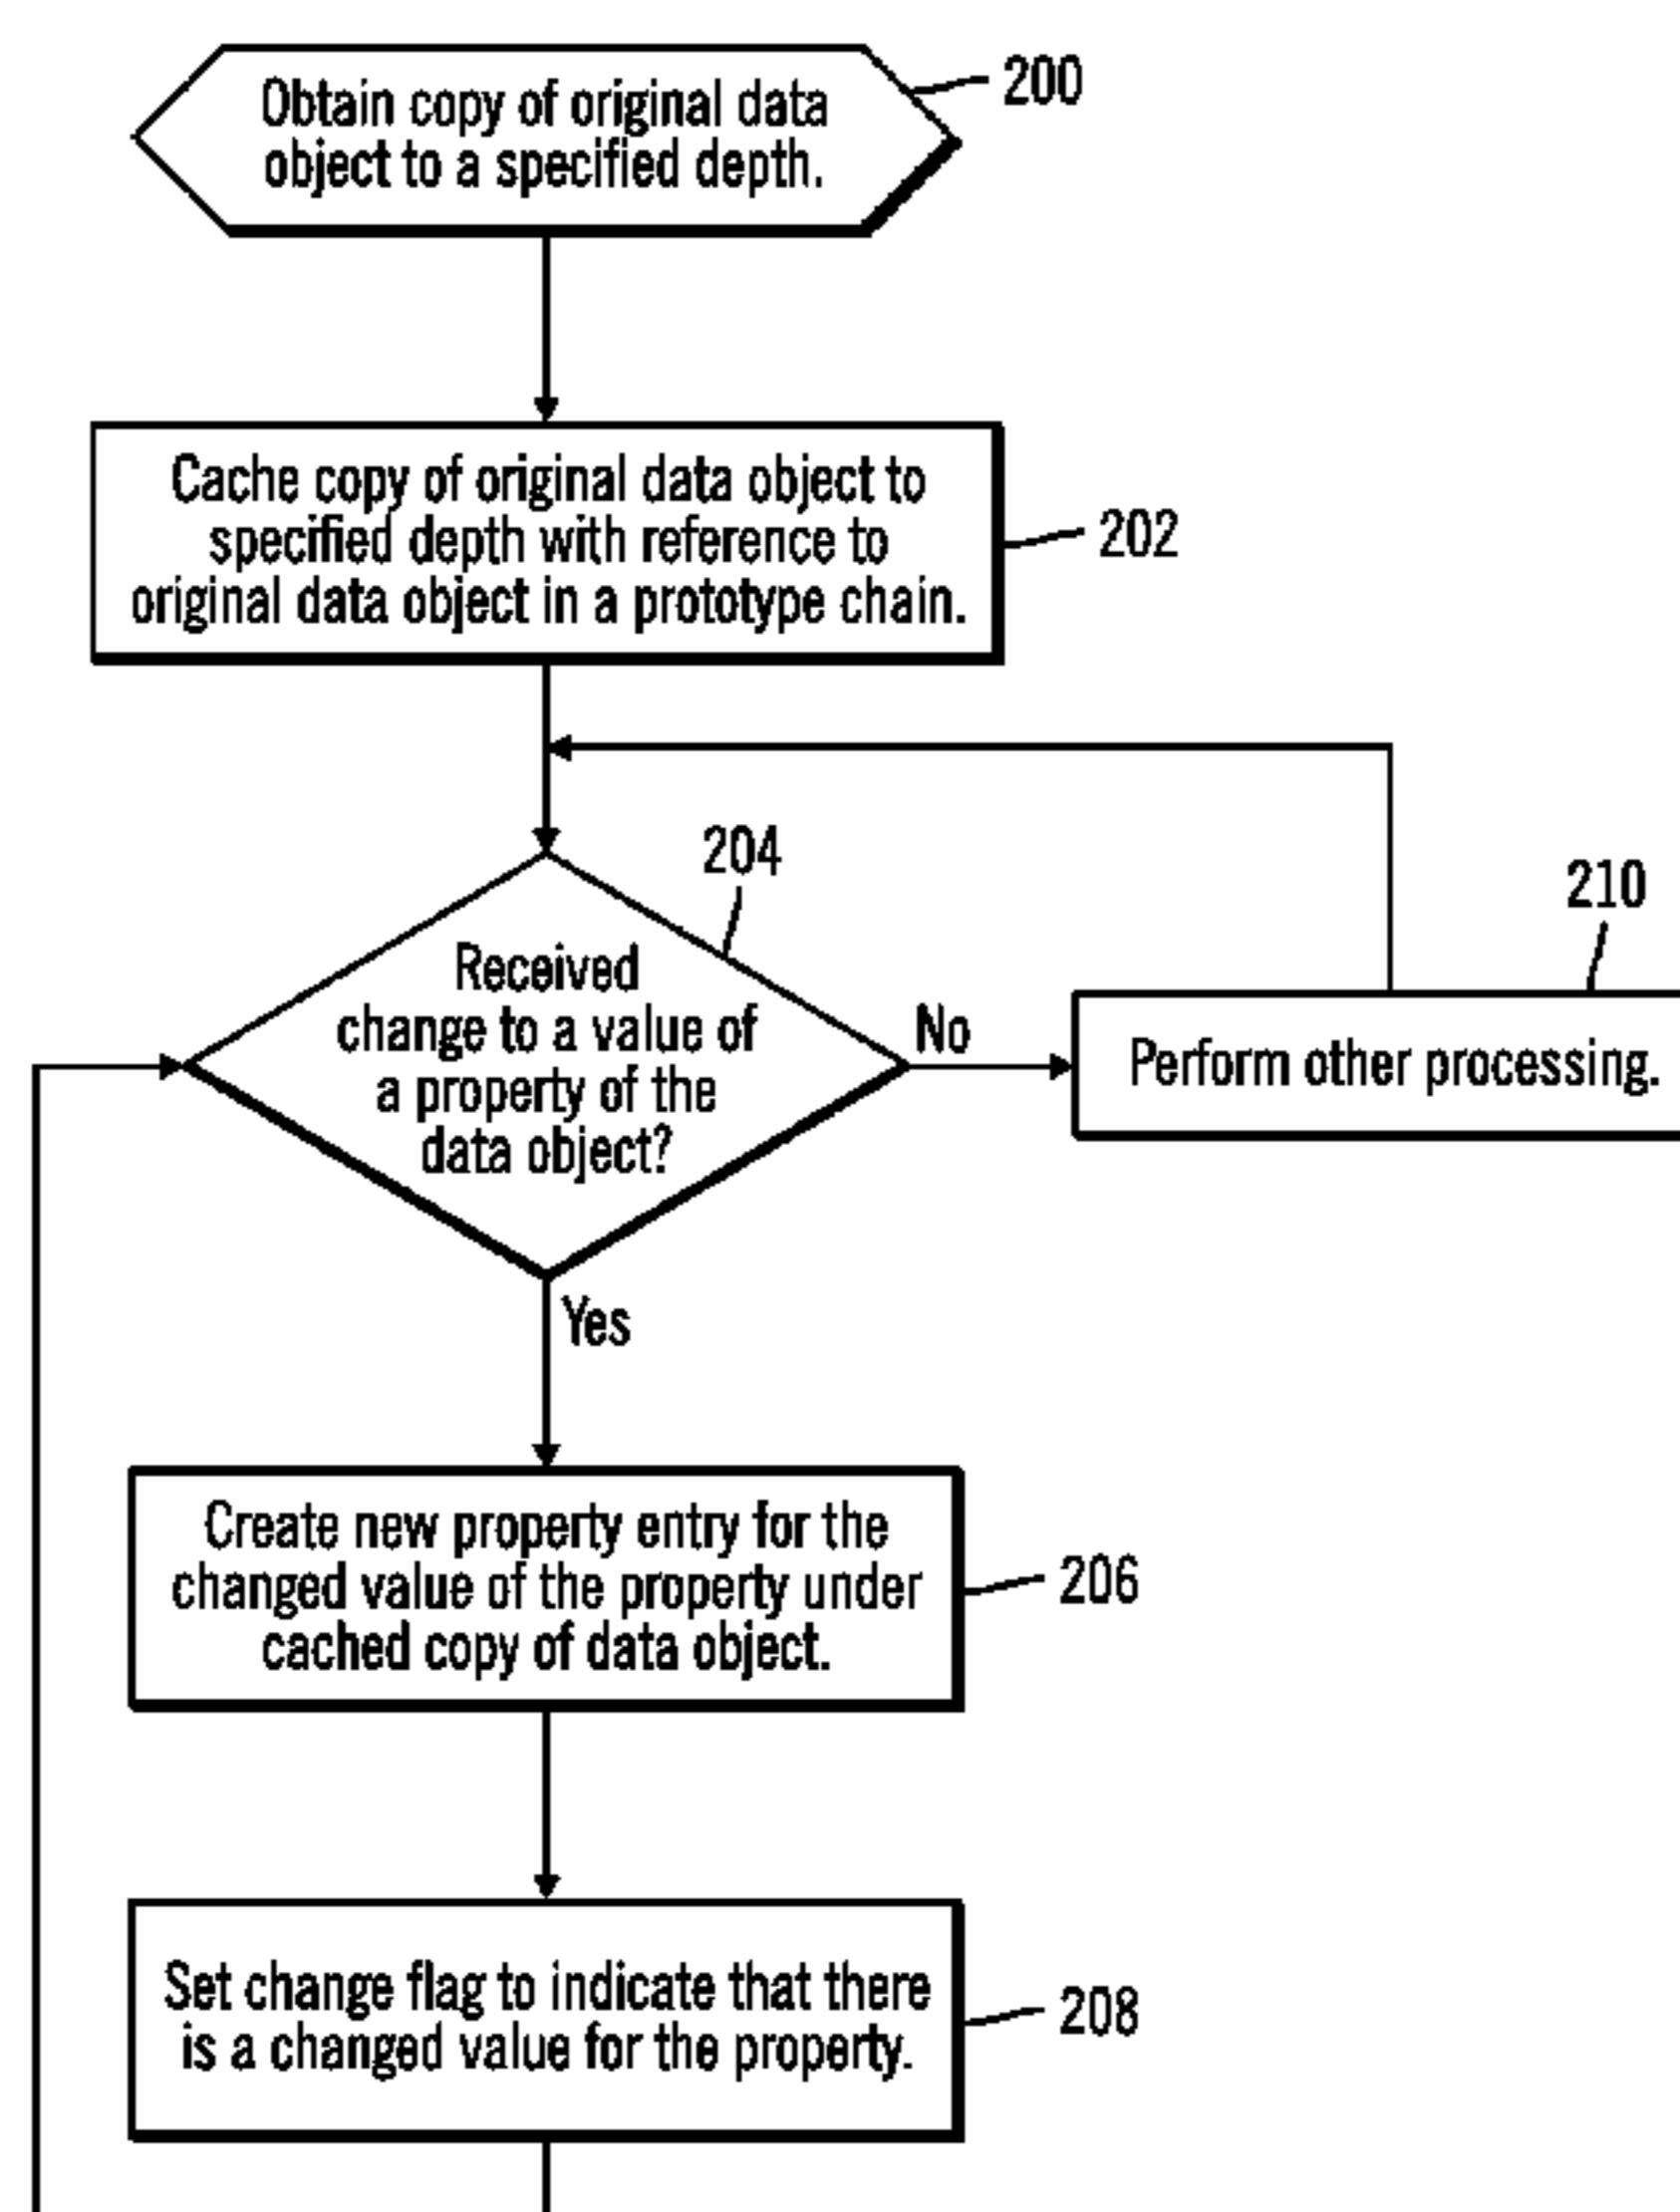 Obtain copy of original data
object to a specified depth.
200
Cache copy of original data object to
specified depth with reference to
original data object in a prototype chain.
202
204
Received
change to a value of
a property of the
data object?
No
210
Perform other processing.
Yes
Create new property entry for the
changed value of the property under
cached copy of data object.
206
Set change flag to indicate that there
is a changed value for the property.
208